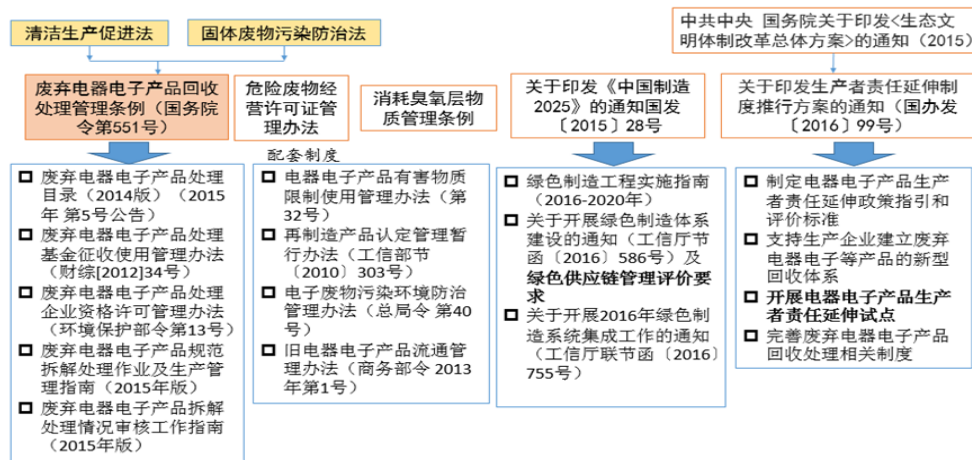 清洁生产促进法
固体废物污染防治法
中共中央 国务院关于印发<生态文
明体制改革总体方案>的通知（2015）
废弃电器电子产品回收
处理管理条例（国务院
令第551号）
危险废物经
营许可证管
理办法
消耗臭氧层物
质管理条例
关于印发《中国制造
2025》的通知国发
〔2015〕28号
关于印发生产者责任延伸制
度推行方案的通知（国办发
【2016】99号）
配套制度
废弃电器电子产品处理
目录（2014版）（2015
年 第5号公告）
废弃电器电子产品处理
基金征收使用管理办法
（财综[2012]34号）
废弃电器电子产品处理
企业资格许可管理办法
（环境保护部令第13号）
废弃电器电子产品规范
拆解处理作业及生产管
理指南（2015年版）
废弃电器电子产品拆解
处理情况审核工作指南
（2015年版）
电器电子产品有害物质
限制使用管理办法（第
32号）
再制造产品认定管理暂
行办法（工信部节
〔2010〕303号）
电子废物污染环境防治
管理办法（总局令 第40
号）
旧电器电子产品流通管
理办法（商务部令 2013
年第1号）
绿色制造工程实施指南
（2016-2020年）
关于开展绿色制造体系
建设的通知（工信厅节
函〔2016〕586号）及
绿色供应链管理评价要
求
关于开展2016年绿色制
造系统集成工作的通知
（工信厅联节函〔2016〕
755号）
制定电器电子产品生产
者责任延伸政策指引和
评价标准
支持生产企业建立废弃
电器电子等产品的新型
回收体系
开展电器电子产品生产
者责任延伸试点
完善废弃电器电子产品
回收处理相关制度